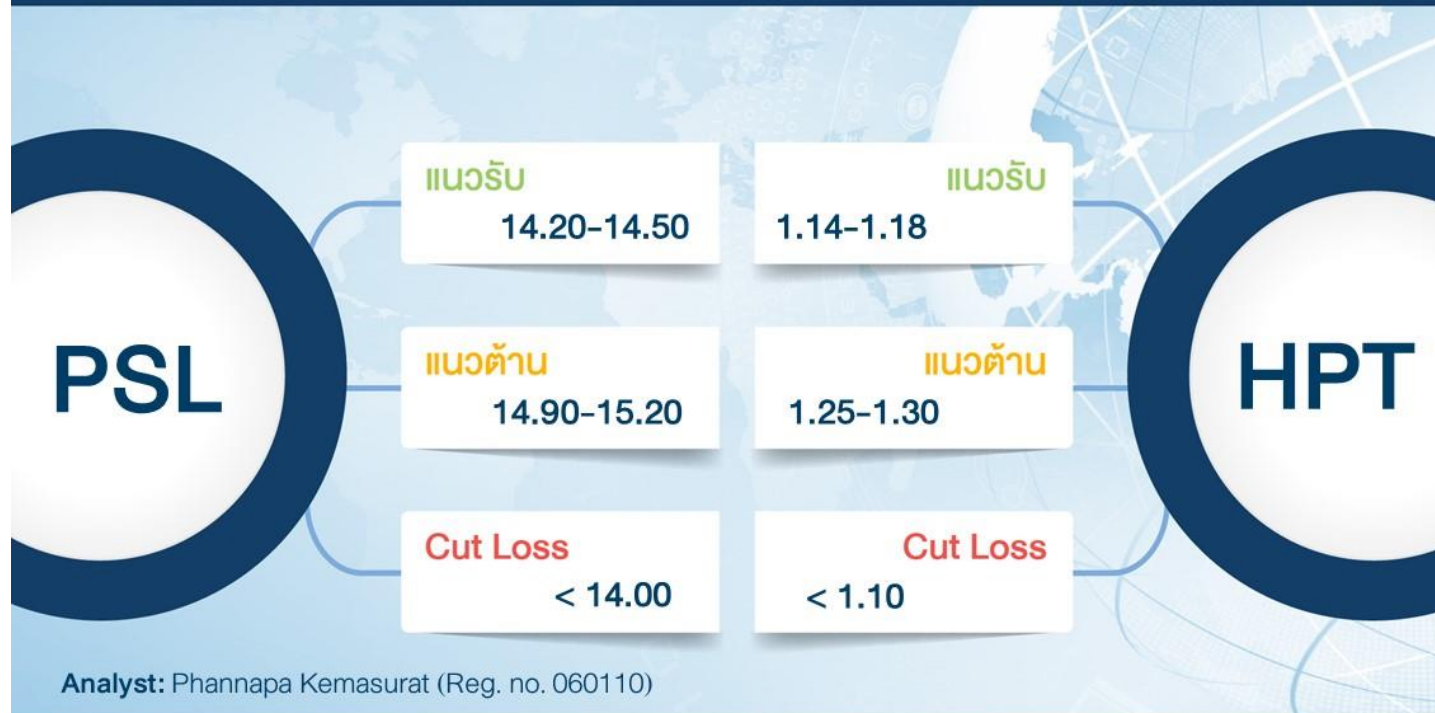 PSL
แนวรับ
14.20-14.50
แนวต้าน
14.90-15.20
Cut Loss
< 14.00
แนวรับ
1.14-1.18
แนวต้าน
1.25-1.30
Cut Loss
< 1.10
HPT
Analyst: Phannapa Kemasurat (Reg. no. 060110)